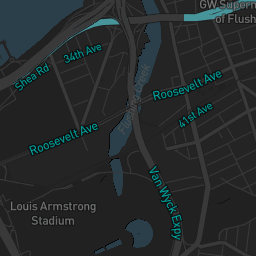 GW Superm
of Flush
34th Ave
Shea Rd
Roosevelt Ave
41st Ave
Roosevelt Ave
Van Wyck Expy
Louis Armstrong
Stadium